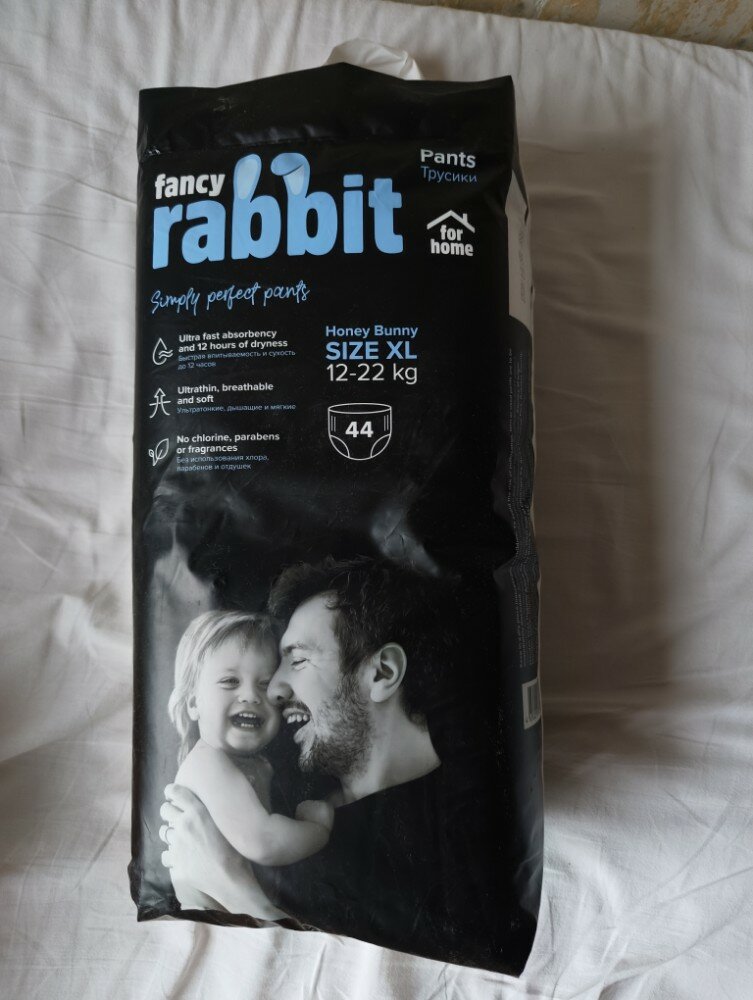 Pants
Трусики
fancy
rabbit
for
home
Simply perfect pants
Ultra fast absorbency
and 12 hours of dryness
Быстрая впитываемость и сухость
до 12 часов
Ultrathin, breathable
and soft
Ультратонкие, дышащие и мягкие
No chlorine, parabens
or fragrances
Без использования хлора,
парабенов и отдушек
Honey Bunny
SIZE XL
12-22 kg
44